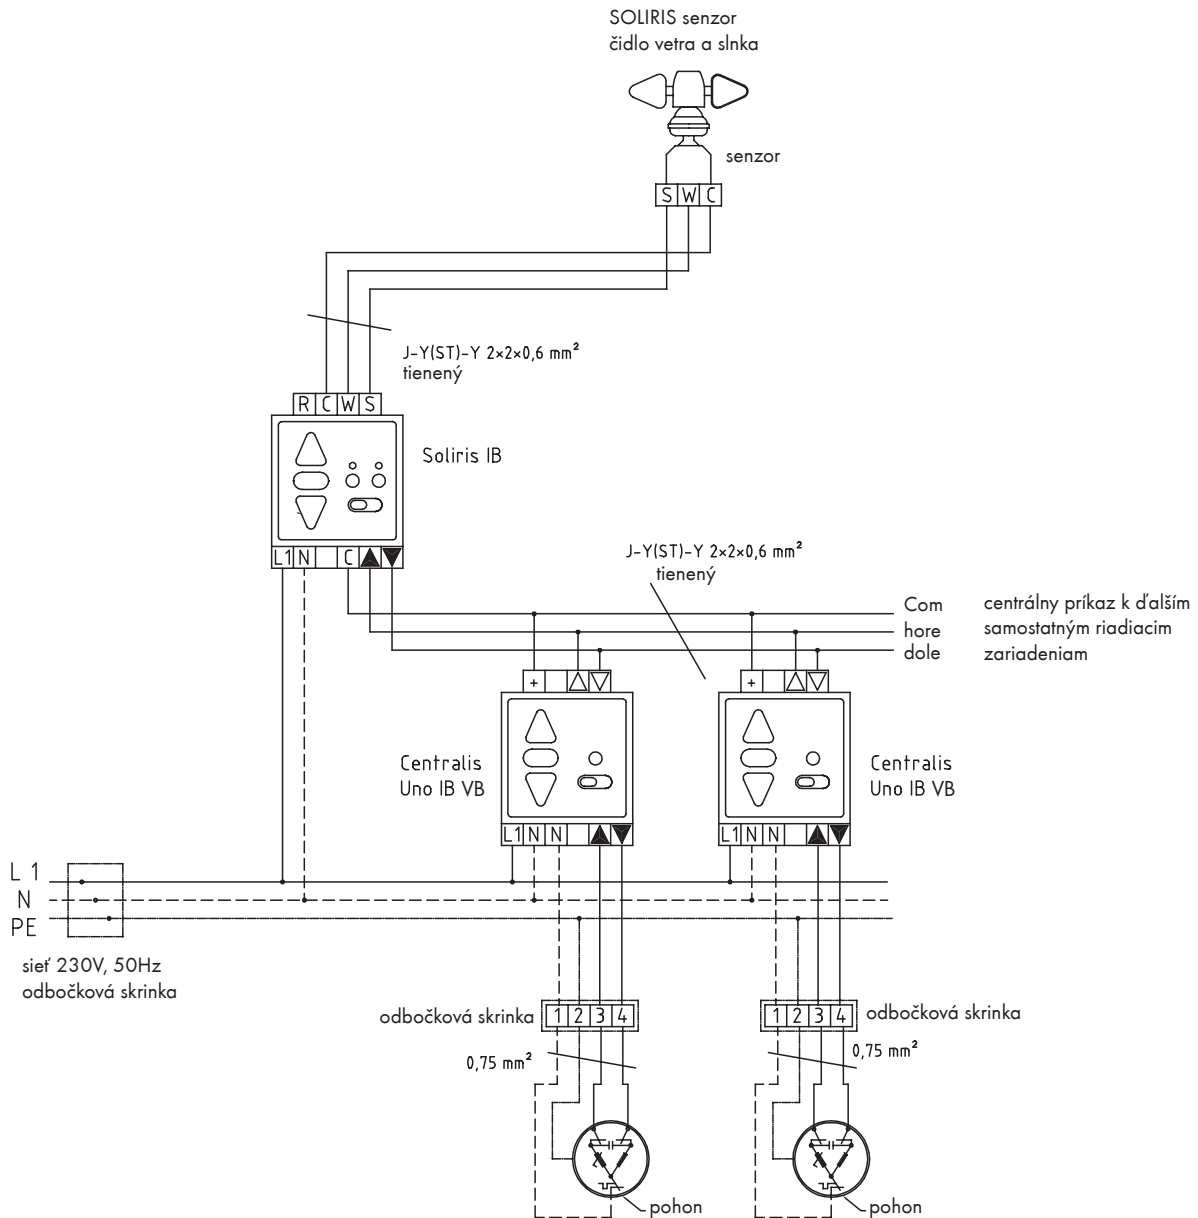 SOLIRIS senzor
čidlo vetra a slnka
senzor
S W C
J-Y(ST)-Y 2×2×0,6 mm²
tienený
R C W S
Soliris IB
L1 N C
J-Y(ST)-Y 2×2×0,6 mm²
tienený
Com
hore
dole
centrálny príkaz k ďalším
samostatným riadiacim
zariadeniam
+
+
Centralis
Uno IB VB
Centralis
Uno IB VB
L1 N N
L1 N N
L 1
N
PE
sieť 230V, 50Hz
odbočková skrinka
odbočková skrinka
1 2 3 4
1 2 3 4
odbočková skrinka
0,75 mm²
0,75 mm²
pohon
pohon